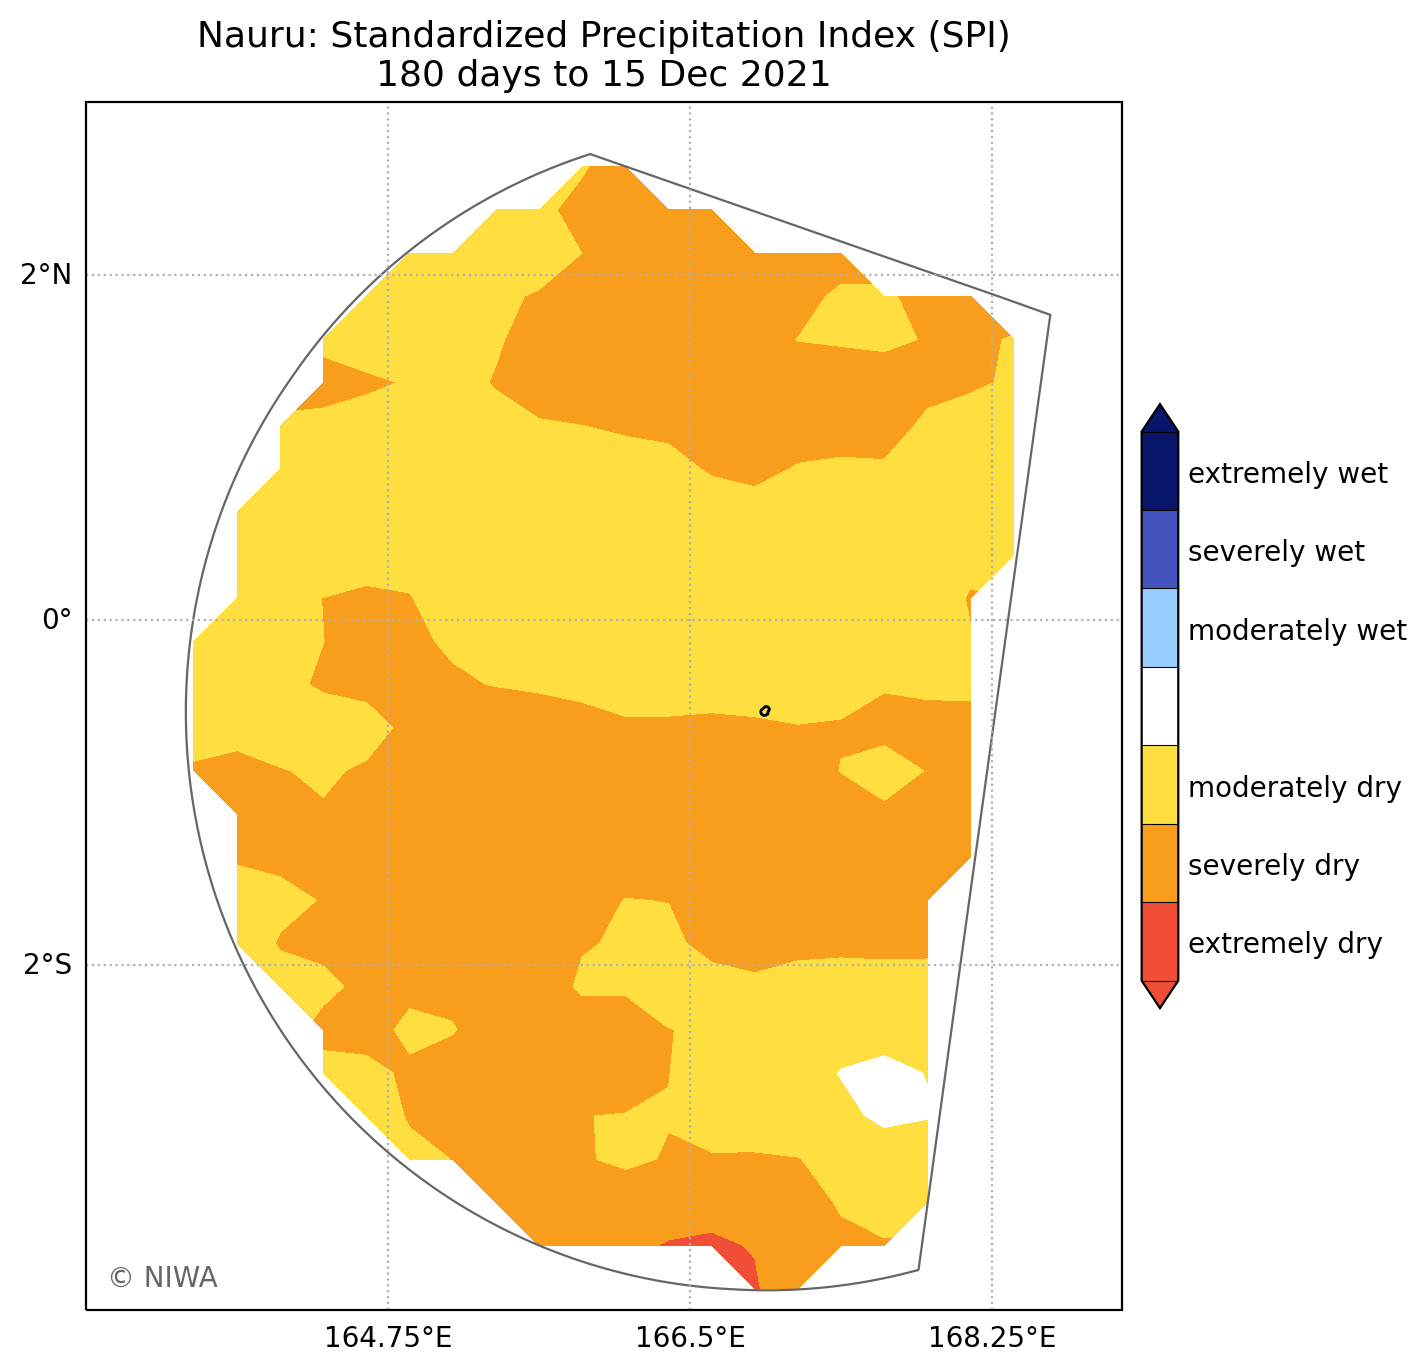 Nauru: Standardized Precipitation Index (SPI)
180 days to 15 Dec 2021
2°N
0°
2°S
164.75°E
166.5°E
168.25°E
extremely wet
severely wet
moderately wet
moderately dry
severely dry
extremely dry
© NIWA